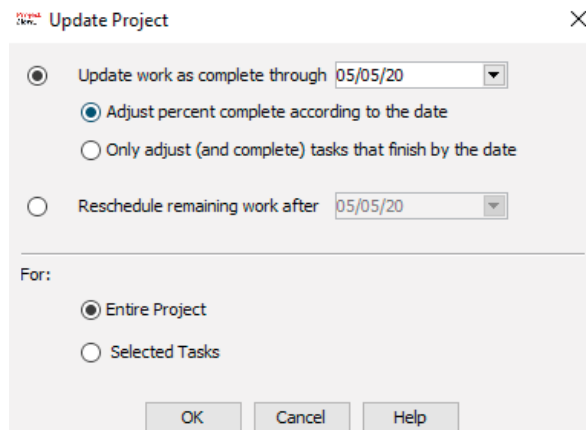 Update Project
Update work as complete through 05/05/20
Adjust percent complete according to the date
Only adjust (and complete) tasks that finish by the date
Reschedule remaining work after 05/05/20
For:
Entire Project
Selected Tasks
OK Cancel Help